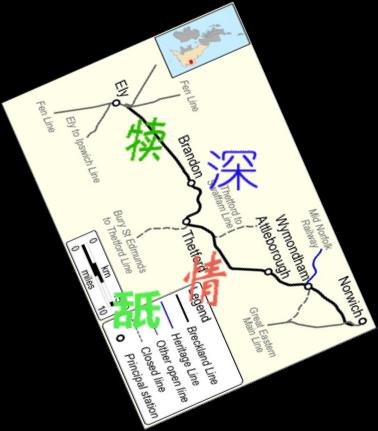 Ely
Fen Line
Fen Line
Ely to Ipswich Line
Brandon
Thetford to
Swaffham Line
Bury St Edmunds
to Thetford Line
Thetford
Attleborough
Wymondham
Mid Norfolk
Railway
Norwich
Great Eastern
Main Line
Legend
Breckland Line
Heritage Line
Other open line
Closed line
Principal station
0
km
0
miles
10
深
情
舐
犊